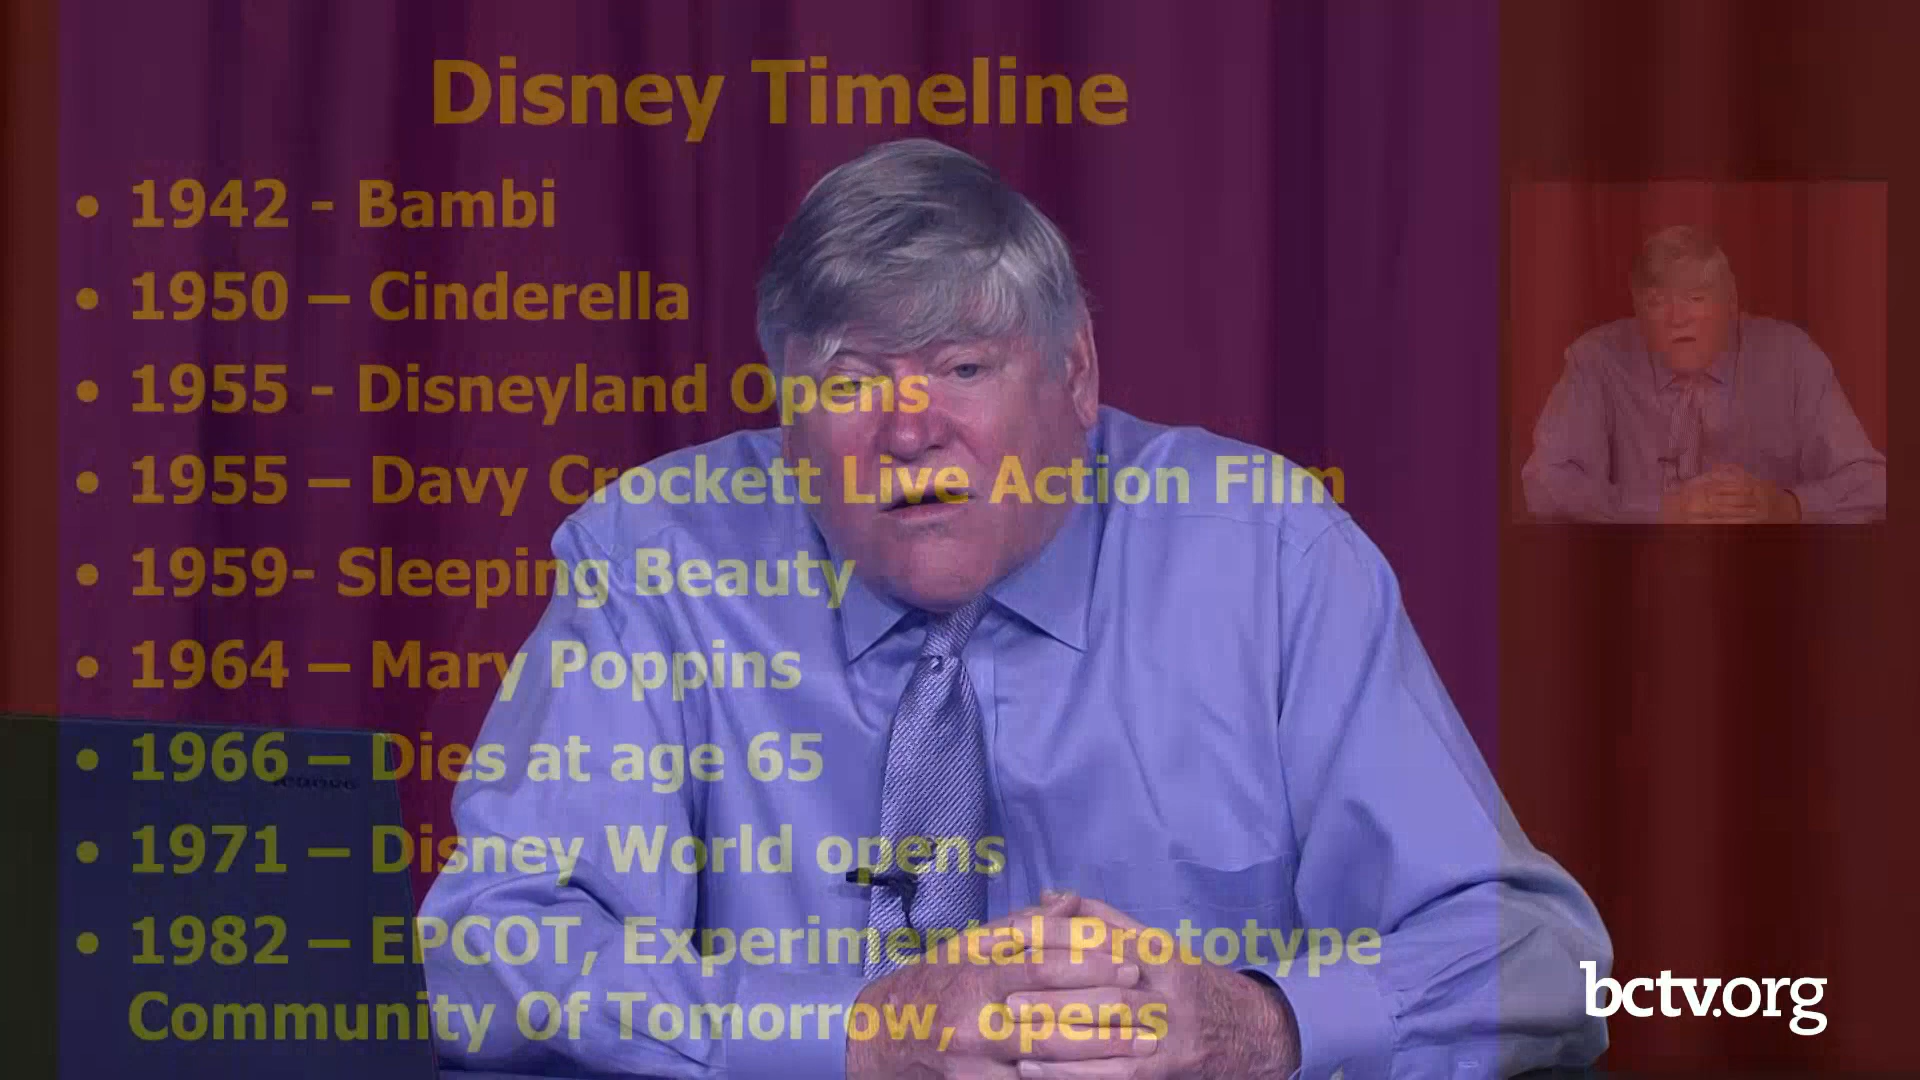 Disney Timeline
• 1942 - Bambi
• 1950 – Cinderella
• 1955 - Disneyland Opens
• 1955 – Davy Crockett Live Action Film
• 1959- Sleeping Beauty
• 1964 – Mary Poppins
• 1966 – Dies at age 65
• 1971 – Disney World opens
• 1982 – EPCOT, Experimental Prototype
Community Of Tomorrow, opens
bctv.org